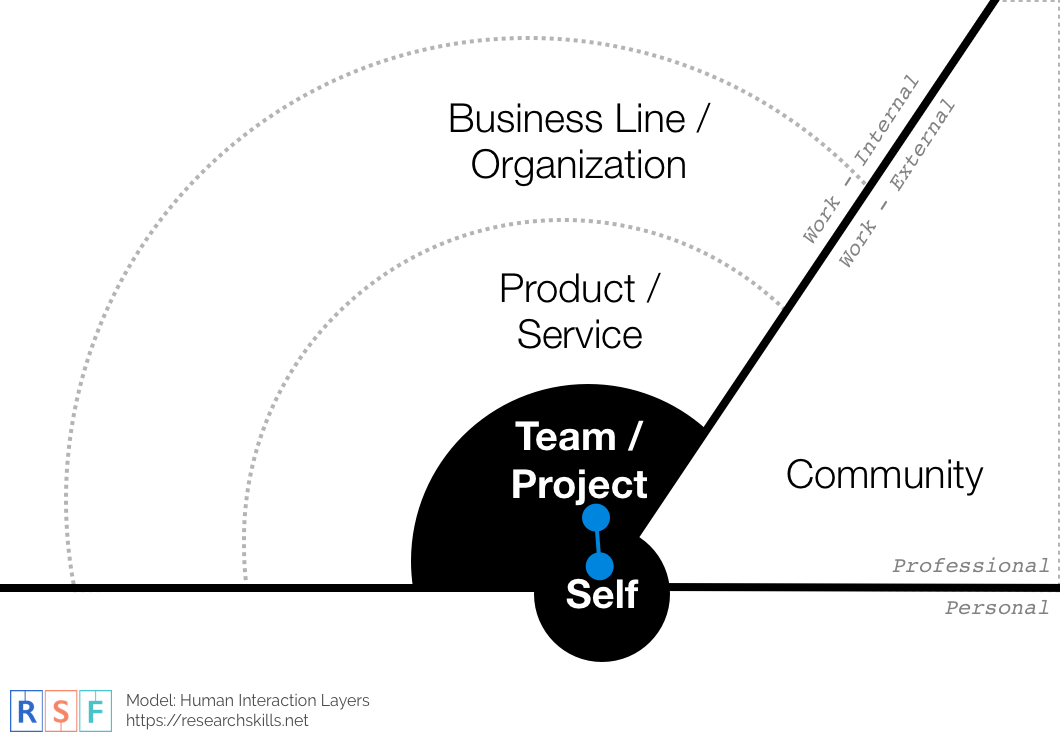 Business Line /
Organization
Work - Internal
Work - External
Product /
Service
Team /
Project
Community
Professional
Self
Personal
R S F
Model: Human Interaction Layers
https://researchskills.net